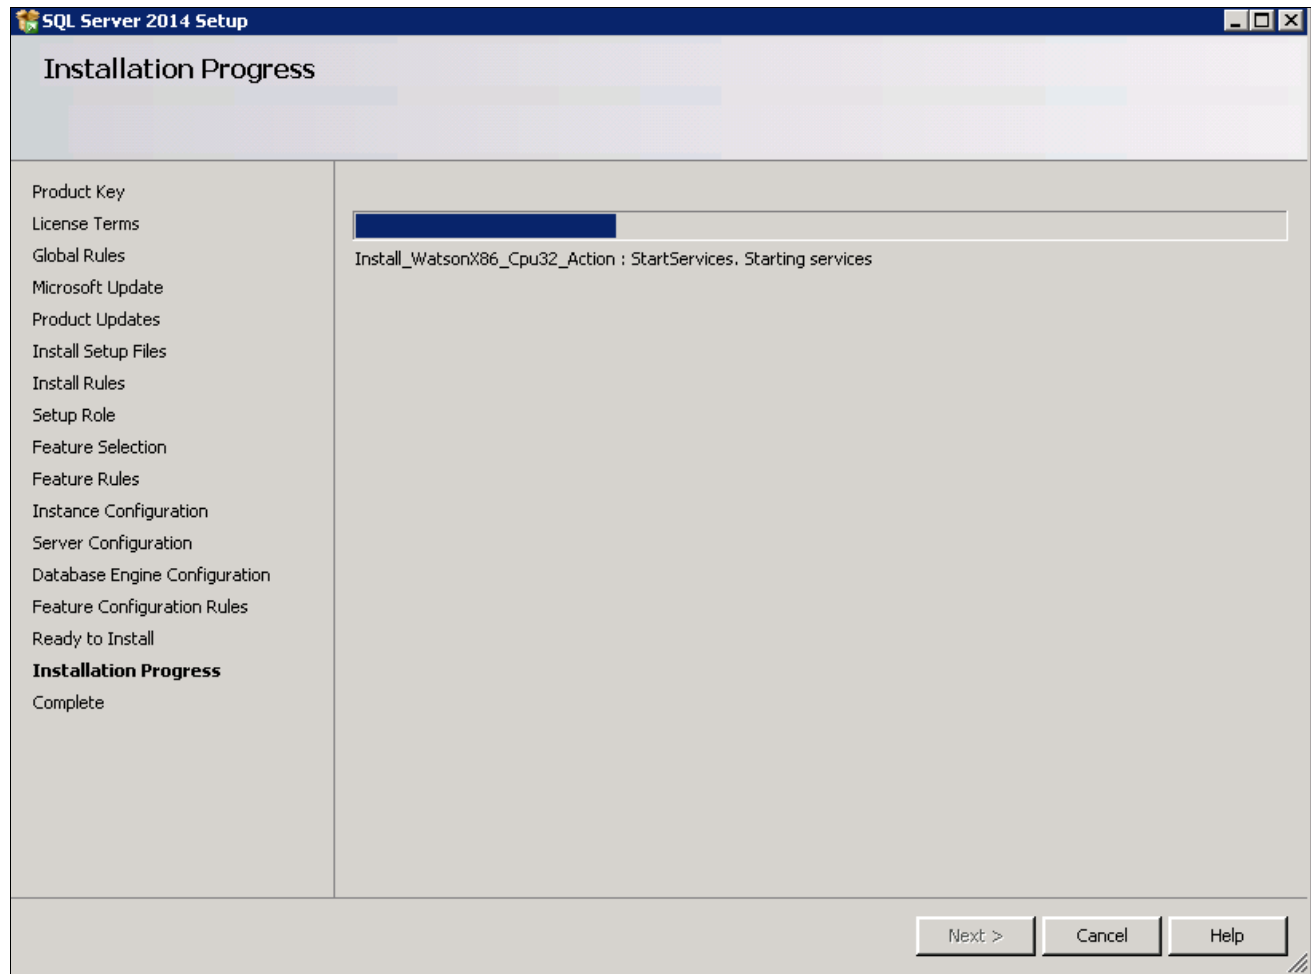 SQL Server 2014 Setup
Installation Progress
Product Key
License Terms
Global Rules
Microsoft Update
Product Updates
Install Setup Files
Install Rules
Setup Role
Feature Selection
Feature Rules
Instance Configuration
Server Configuration
Database Engine Configuration
Feature Configuration Rules
Ready to Install
Installation Progress
Complete
Install_WatsonX86_Cpu32_Action : StartServices. Starting services
Next >
Cancel
Help